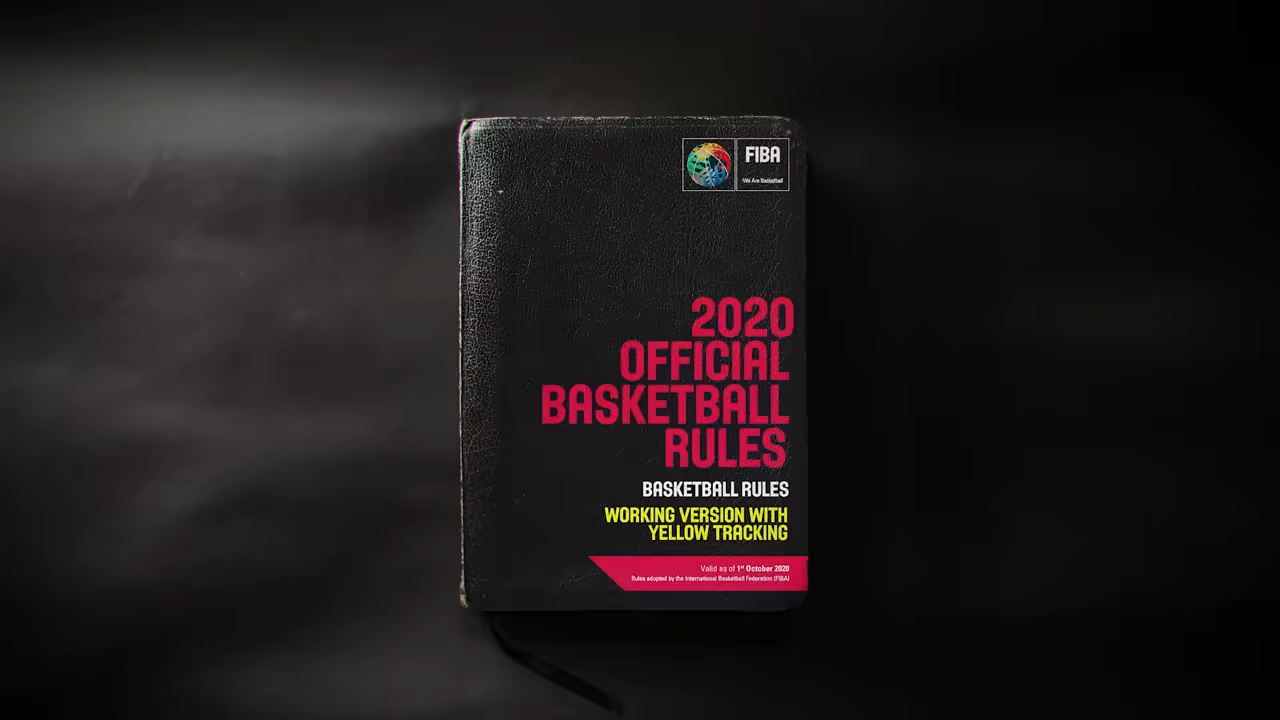 FIBA
We Are Basketball
2020
OFFICIAL
BASKETBALL
RULES
BASKETBALL RULES
WORKING VERSION WITH
YELLOW TRACKING
Valid as of 1st October 2020
Rules adopted by the International Basketball Federation (FIBA)